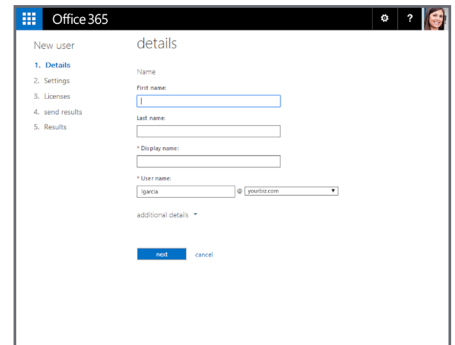 Office 365
?
New user
1. Details
2. Settings
3. Licenses
4. send results
5. Results
details
Name
First name:
Last name:
* Display name:
* User name:
lgarcia @ yourbiz.com
additional details
next cancel